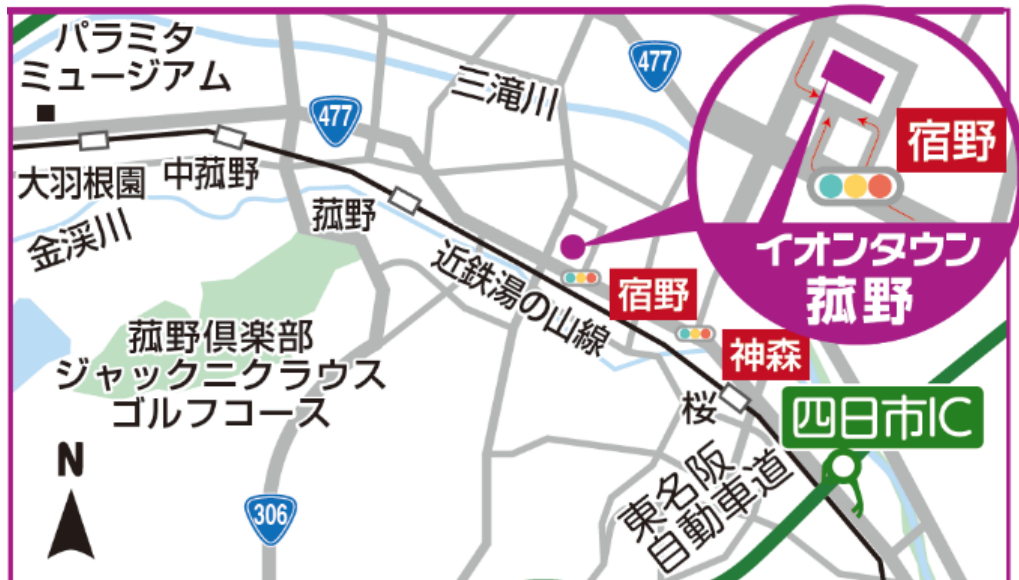 パラミタ
ミュージアム
477
477
三滝川
宿野
大羽根園
中菰野
菰野
金渓川
近鉄湯の山線
イオンタウン
菰野
宿野
神森
菰野倶楽部
ジャックニクラウス
ゴルフコース
桜
四日市IC
東名阪
自動車道
N
306